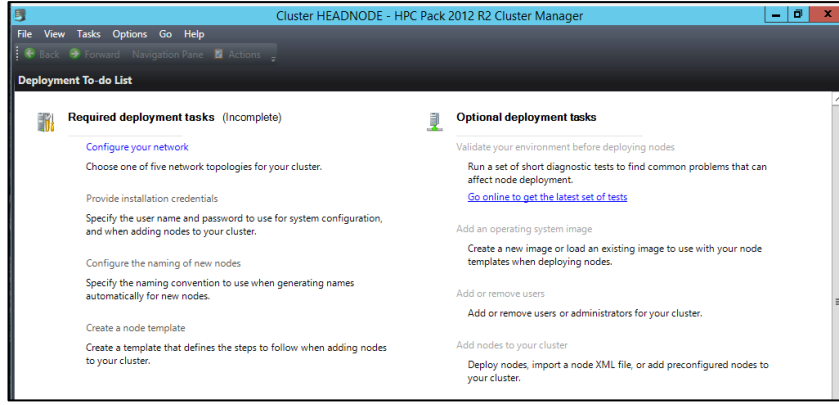 Cluster HEADNODE - HPC Pack 2012 R2 Cluster Manager
File View Tasks Options Go Help
Back Forward Navigation Pane Actions
Deployment To-do List
Required deployment tasks (Incomplete)
Configure your network
Choose one of five network topologies for your cluster.
Provide installation credentials
Specify the user name and password to use for system configuration,
and when adding nodes to your cluster.
Configure the naming of new nodes
Specify the naming convention to use when generating names
automatically for new nodes.
Create a node template
Create a template that defines the steps to follow when adding nodes
to your cluster.
Optional deployment tasks
Validate your environment before deploying nodes
Run a set of short diagnostic tests to find common problems that can
affect node deployment.
Go online to get the latest set of tests
Add an operating system image
Create a new image or load an existing image to use with your node
templates when deploying nodes.
Add or remove users
Add or remove users or administrators for your cluster.
Add nodes to your cluster
Deploy nodes, import a node XML file, or add preconfigured nodes to
your cluster.